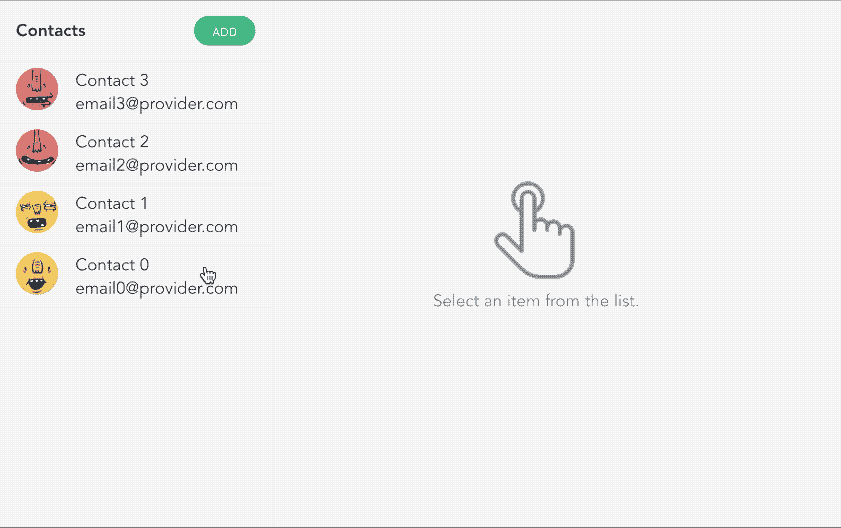 Contacts
ADD
Contact 3
email3@provider.com
Contact 2
email2@provider.com
Contact 1
email1@provider.com
Contact 0
email0@provider.com
Select an item from the list.